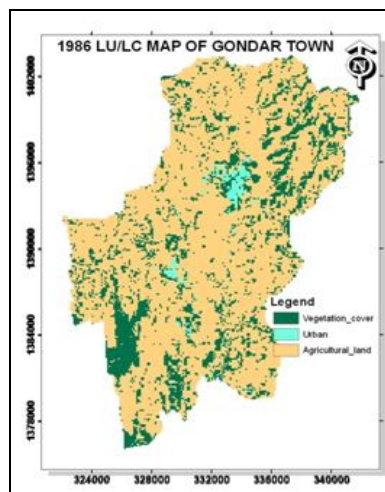 1986 LU/LC MAP OF GONDAR TOWN
N
1402000
1396000
1390000
1384000
1378000
Legend
Vegetation_cover
Urban
Agricultural_land
324000 328000 332000 336000 340000